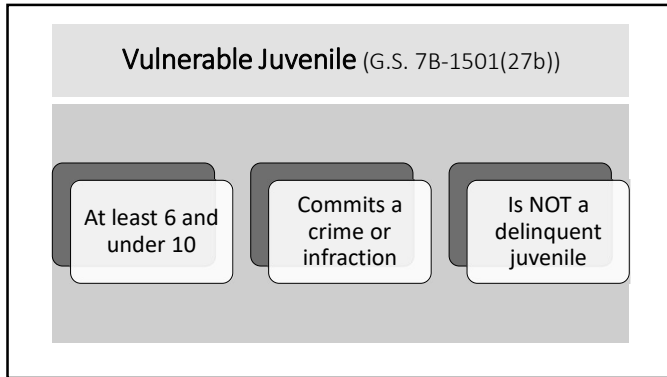 Vulnerable Juvenile (G.S. 7B-1501(27b))
At least 6 and
under 10
Commits a
crime or
infraction
Is NOT a
delinquent
juvenile